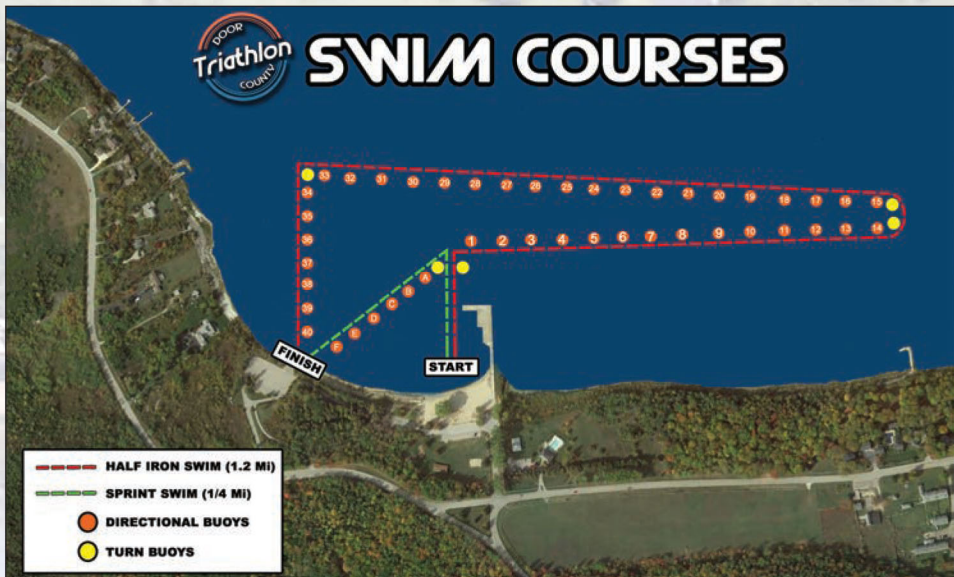 DOOR
Triathlon
COUNTY
SWIM COURSES
33 32 31 30 29 28 27 26 25 24 23 22 21 20 19 18 17 16 15
34
35
36
37
38
39
40
1 2 3 4 5 6 7 8 9 10 11 12 13 14
A
B
C
D
E
F
FINISH
START
HALF IRON SWIM (1.2 Mi)
SPRINT SWIM (1/4 Mi)
DIRECTIONAL BUOYS
TURN BUOYS